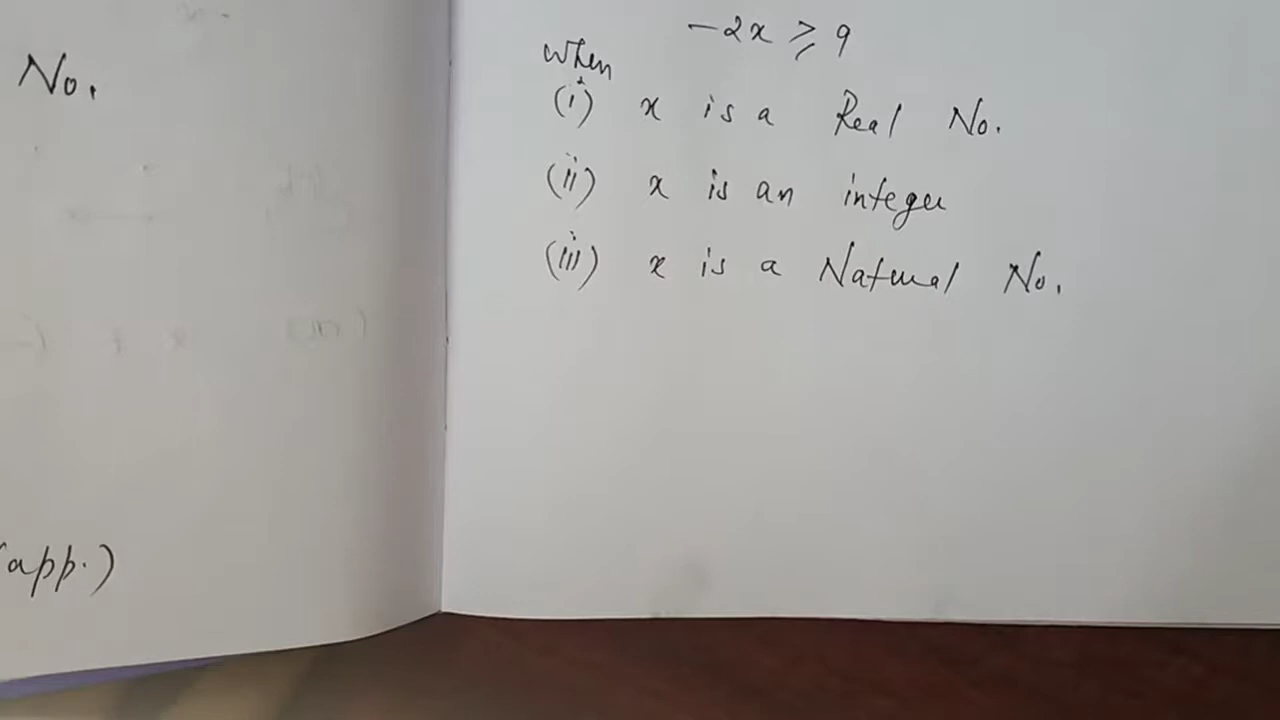 No.
(app.)
-2x ≥ 9
when
(i) x is a Real No.
(ii) x is an integer
(iii) x is a Natural No.